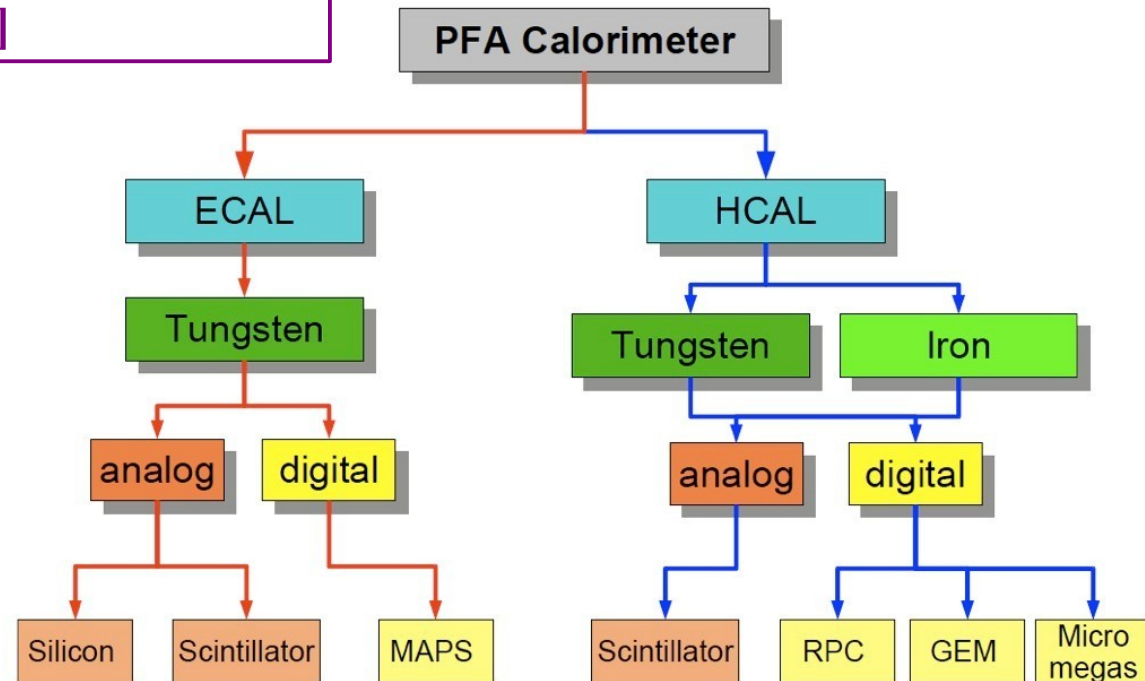 PFA Calorimeter
ECAL
HCAL
Tungsten
Tungsten
Iron
analog
digital
analog
digital
Silicon
Scintillator
MAPS
Scintillator
RPC
GEM
Micro
megas